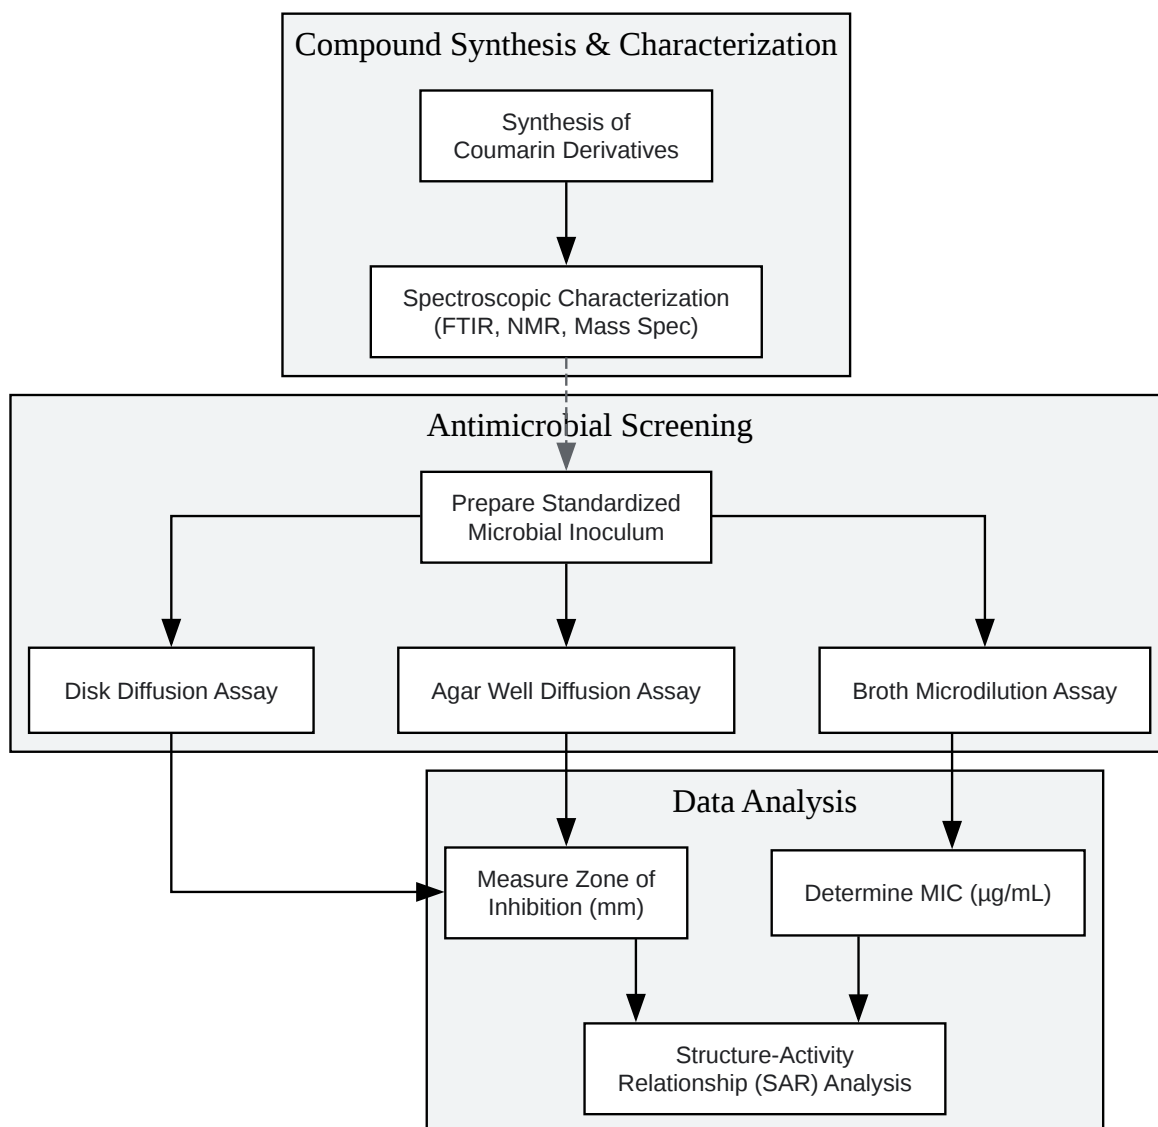 Compound Synthesis & Characterization
Synthesis of
Coumarin Derivatives
Spectroscopic Characterization
(FTIR, NMR, Mass Spec)
Antimicrobial Screening
Prepare Standardized
Microbial Inoculum
Disk Diffusion Assay
Agar Well Diffusion Assay
Broth Microdilution Assay
Data Analysis
Measure Zone of
Inhibition (mm)
Determine MIC (µg/mL)
Structure-Activity
Relationship (SAR) Analysis